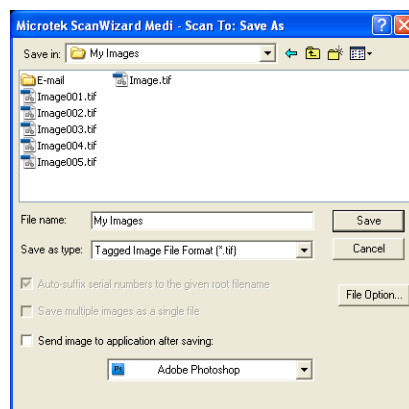 Microtek ScanWizard Medi - Scan To: Save As
Save in: My Images
E-mail Image.tif
Image001.tif
Image002.tif
Image003.tif
Image004.tif
Image005.tif
File name: My Images Save
Save as type: Tagged Image File Format (*.tif) Cancel
Auto-suffix serial numbers to the given root filename
File Option...
Save multiple images as a single file
Send image to application after saving:
Adobe Photoshop